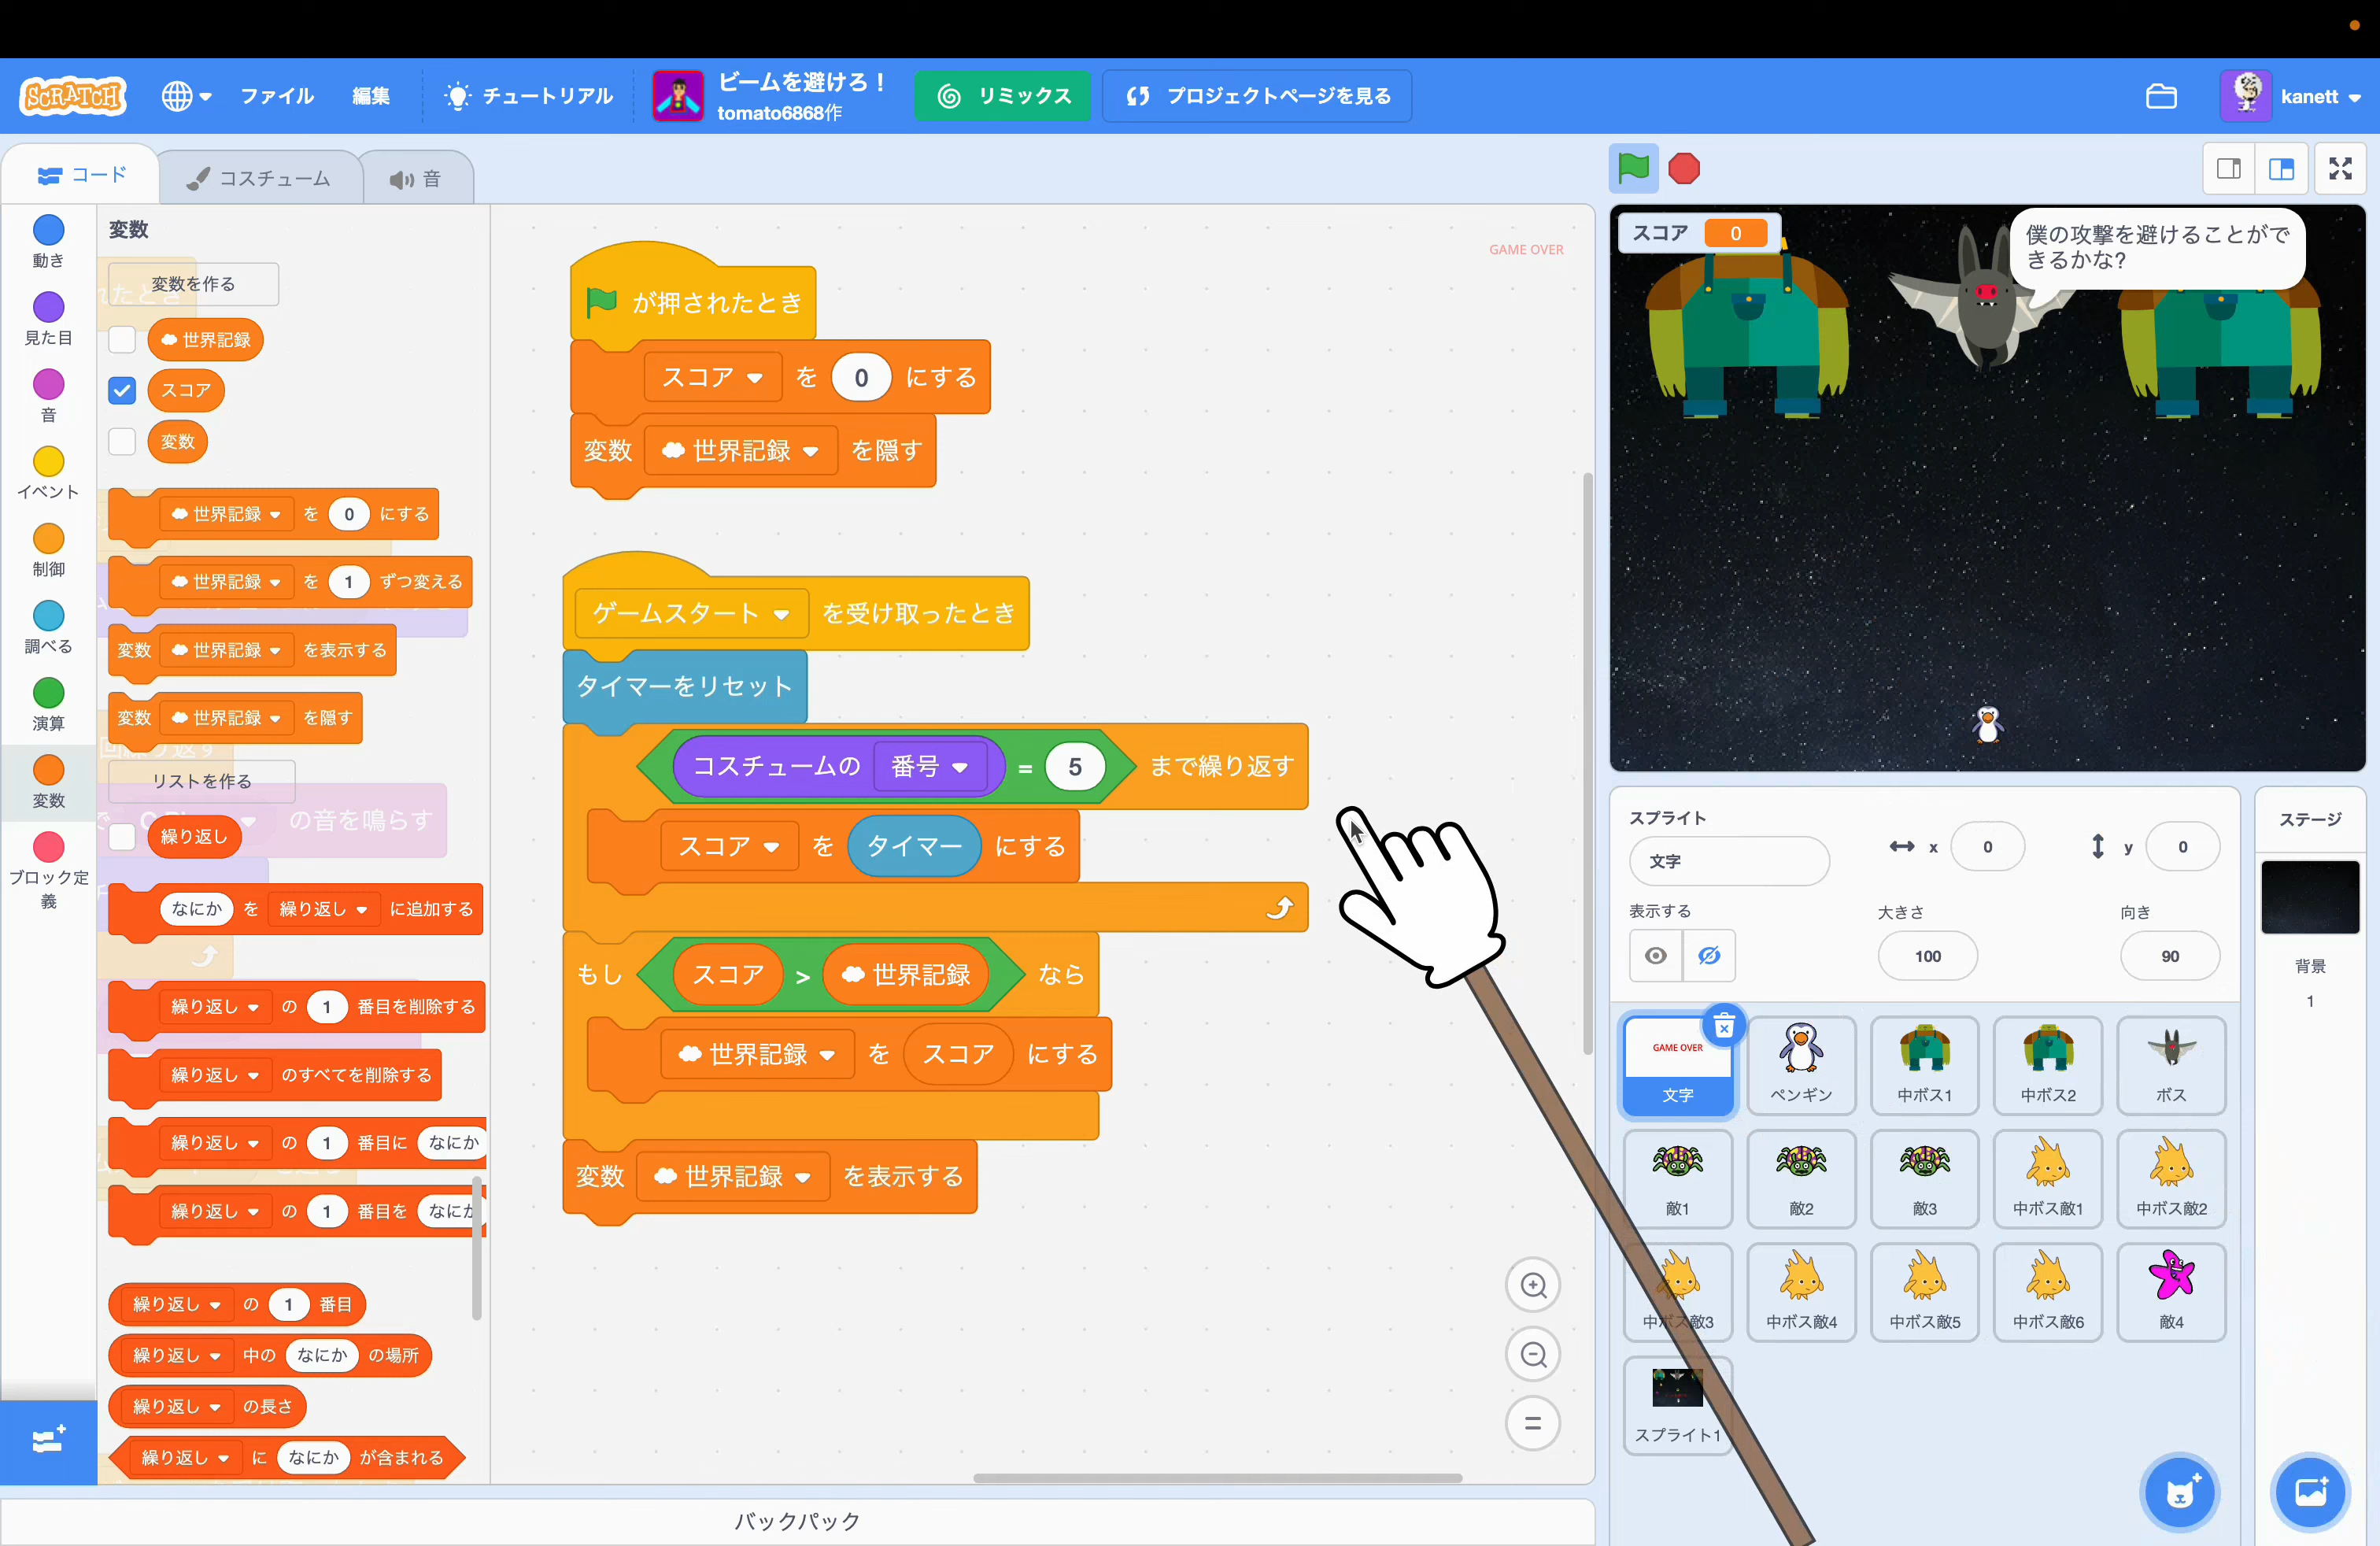 SCRATCH
ファイル
編集
チュートリアル
ビームを避けろ！
tomato6868作
リミックス
プロジェクトページを見る
kanett
コード
コスチューム
音
動き
見た目
音
イベント
制御
調べる
演算
変数
ブロック定
義
変数
変数を作る
世界記録
スコア
変数
世界記録 を 0 にする
世界記録 を 1 ずつ変える
変数 世界記録 を表示する
変数 世界記録 を隠す
リストを作る
の音を鳴らす
繰り返し
なにか を 繰り返し に追加する
繰り返し の 1 番目を削除する
繰り返し のすべてを削除する
繰り返し の 1 番目に なにか
繰り返し の 1 番目を なにか
繰り返し の 1 番目
繰り返し 中の なにか の場所
繰り返し の長さ
繰り返し に なにか が含まれる
GAME OVER
が押されたとき
スコア を 0 にする
変数 世界記録 を隠す
ゲームスタート を受け取ったとき
タイマーをリセット
コスチュームの 番号 = 5 まで繰り返す
スコア を タイマー にする
もし スコア > 世界記録 なら
世界記録 を スコア にする
変数 世界記録 を表示する
バックパック
スコア 0
僕の攻撃を避けることがで
きるかな?
スプライト
文字
x 0
y 0
表示する
大きさ
100
向き
90
GAME OVER
文字
ペンギン
中ボス1
中ボス2
ボス
敵1
敵2
敵3
中ボス敵1
中ボス敵2
中ボス敵3
中ボス敵4
中ボス敵5
中ボス敵6
敵4
スプライト1
ステージ
背景
1